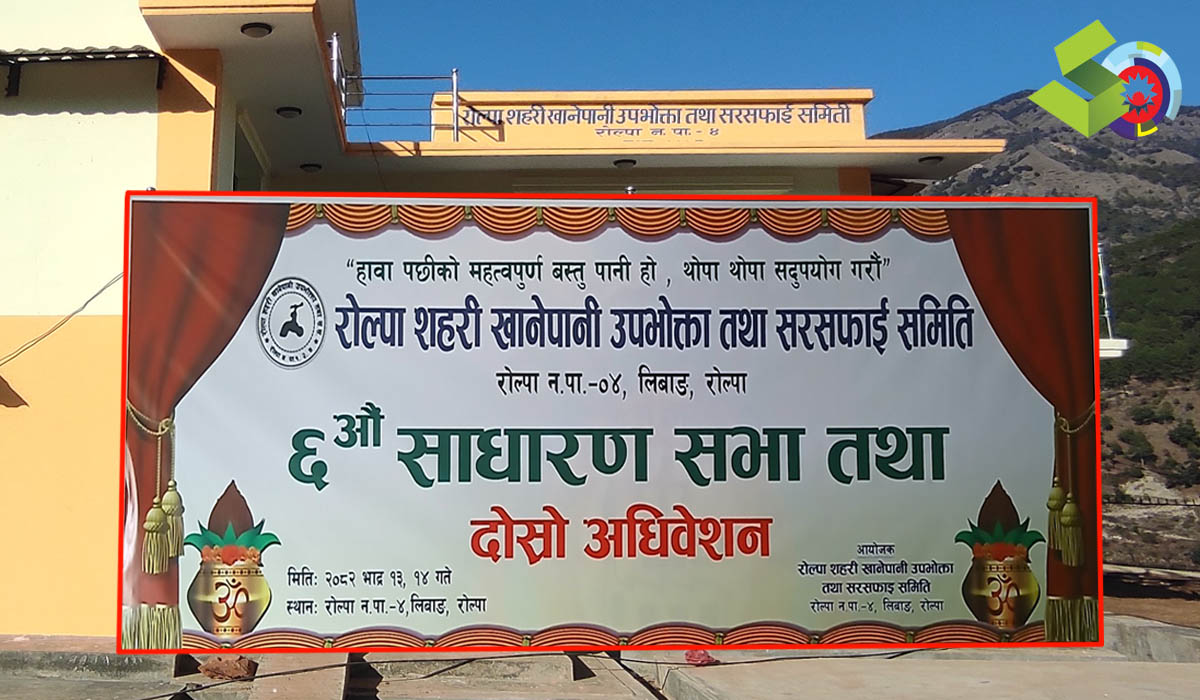 रोल्पा शहरी खानेपानी उपभोक्ता तथा सरसफाई समिती
रोल्पा न. पा.- ४
“हावा पछीको महत्वपुर्ण बस्तु पानी हो , थोपा थोपा सदुपयोग गरौं”
रोल्पा शहरी खानेपानी उपभोक्ता तथा सरसफाई समिति
रोल्पा न.पा.-०४, लिबाङ, रोल्पा
६औं साधारण सभा तथा
दोस्रो अधिवेशन
मितिः २०८२ भाद्र १३, १४ गते
स्थानः रोल्पा न.पा.-४,लिवाङ, रोल्पा
आयोजक
रोल्पा शहरी खानेपानी उपभोक्ता
तथा सरसफाई समिति
रोल्पा न.पा.-४, लिबाङ, रोल्पा
ॐ
ॐ